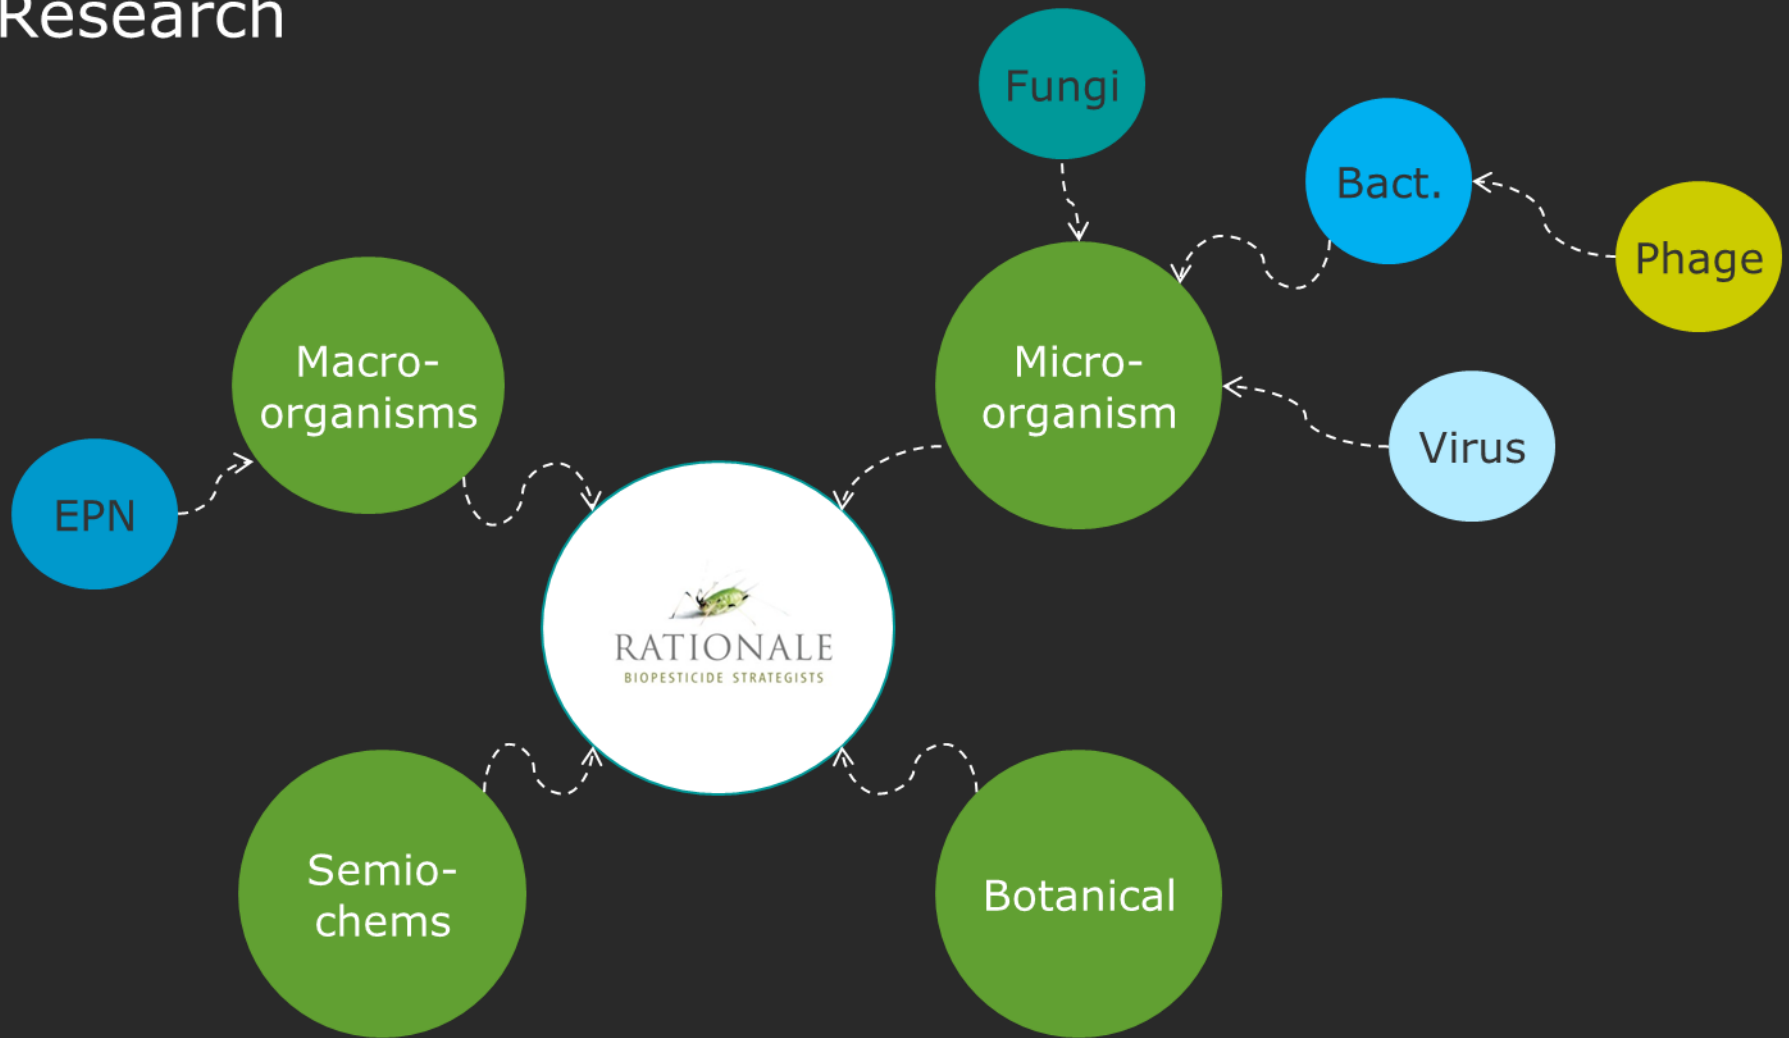 Research
Fungi
Bact.
Phage
Macro-
organisms
Micro-
organism
Virus
EPN
RATIONALE
BIOPESTICIDE STRATEGISTS
Semio-
chems
Botanical